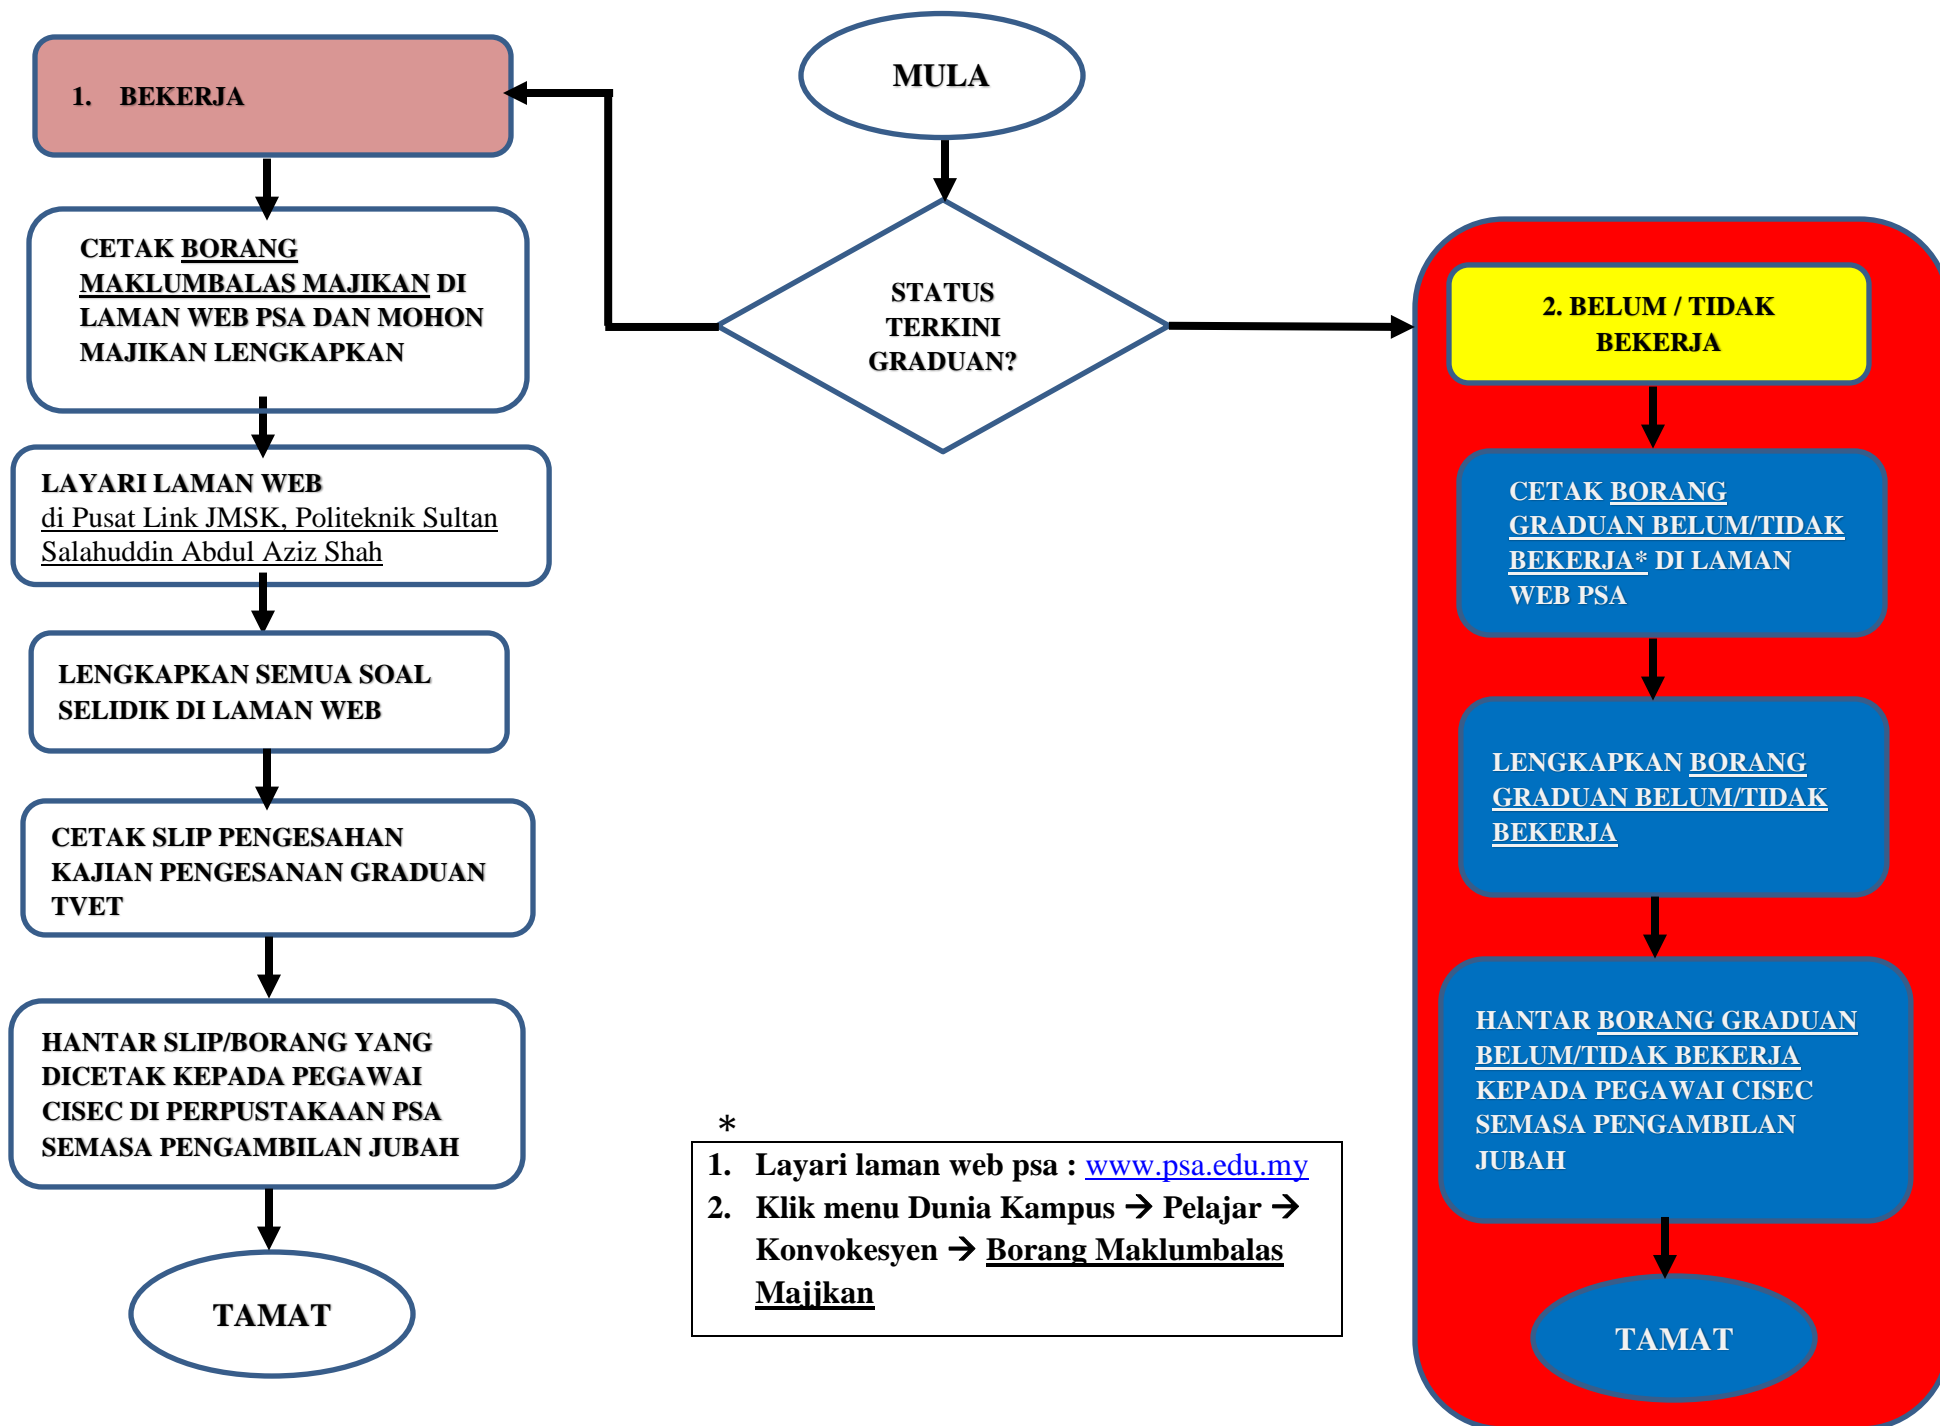 MULA
STATUS
TERKINI
GRADUAN?
1. BEKERJA
CETAK BORANG
MAKLUMBALAS MAJIKAN DI
LAMAN WEB PSA DAN MOHON
MAJIKAN LENGKAPKAN
LAYARI LAMAN WEB
di Pusat Link JMSK, Politeknik Sultan
Salahuddin Abdul Aziz Shah
LENGKAPKAN SEMUA SOAL
SELIDIK DI LAMAN WEB
CETAK SLIP PENGESAHAN
KAJIAN PENGESANAN GRADUAN
TVET
HANTAR SLIP/BORANG YANG
DICETAK KEPADA PEGAWAI
CISEC DI PERPUSTAKAAN PSA
SEMASA PENGAMBILAN JUBAH
TAMAT
2. BELUM / TIDAK
BEKERJA
CETAK BORANG
GRADUAN BELUM/TIDAK
BEKERJA* DI LAMAN
WEB PSA
LENGKAPKAN BORANG
GRADUAN BELUM/TIDAK
BEKERJA
HANTAR BORANG GRADUAN
BELUM/TIDAK BEKERJA
KEPADA PEGAWAI CISEC
SEMASA PENGAMBILAN
JUBAH
TAMAT
*
1. Layari laman web psa : www.psa.edu.my
2. Klik menu Dunia Kampus → Pelajar →
Konvokesyen → Borang Maklumbalas
Majjkan